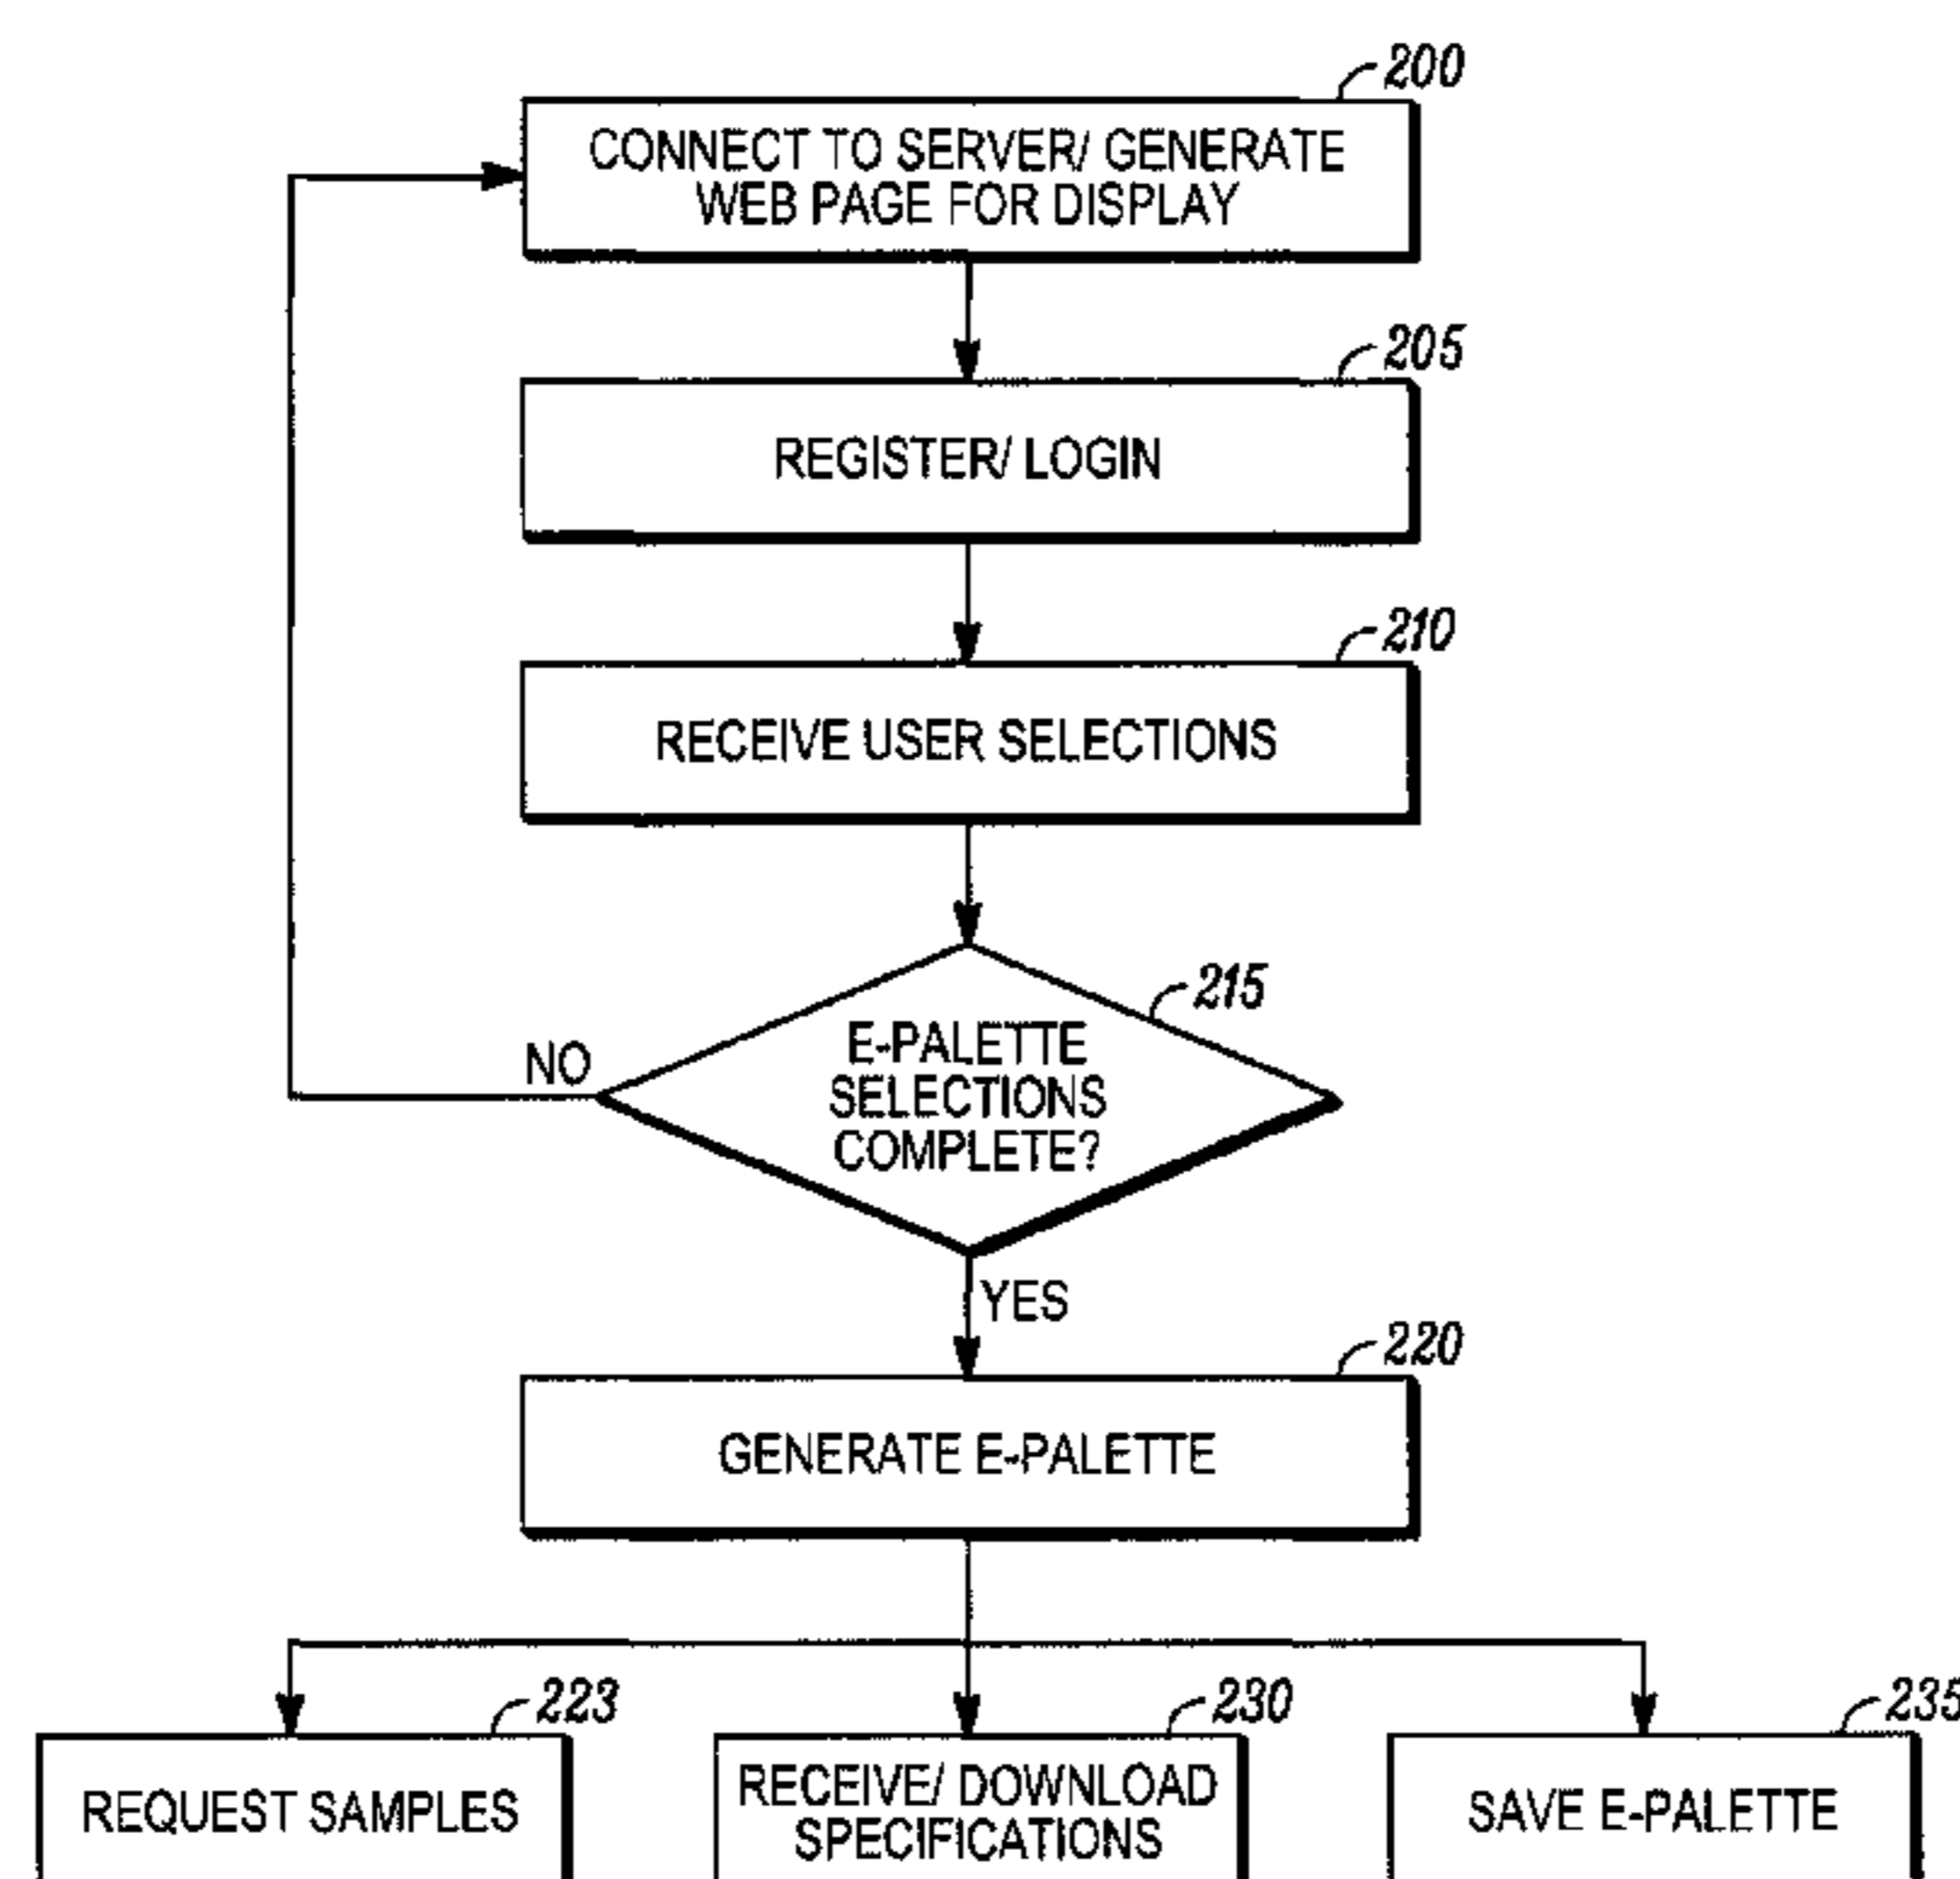 200
CONNECT TO SERVER/ GENERATE
WEB PAGE FOR DISPLAY
205
REGISTER/ LOGIN
210
RECEIVE USER SELECTIONS
215
E-PALETTE
SELECTIONS
COMPLETE?
NO
YES
220
GENERATE E-PALETTE
223
REQUEST SAMPLES
230
RECEIVE/ DOWNLOAD
SPECIFICATIONS
235
SAVE E-PALETTE